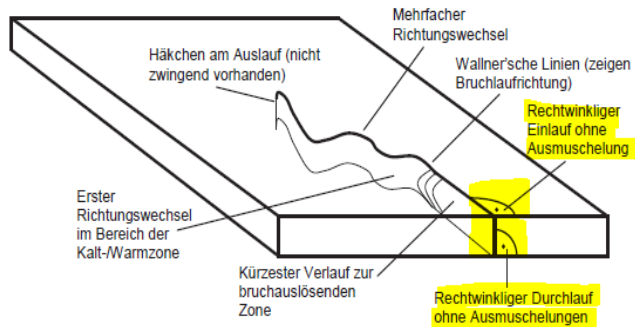 Mehrfacher
Richtungswechsel
Häkchen am Auslauf (nicht
zwingend vorhanden)
Wallner'sche Linien (zeigen
Bruchlaufrichtung)
Rechtwinkliger
Einlauf ohne
Ausmuschelung
Erster
Richtungswechsel
im Bereich der
Kalt-/Warmzone
Kürzester Verlauf zur
bruchauslösenden
Zone
Rechtwinkliger Durchlauf
ohne Ausmuschelungen